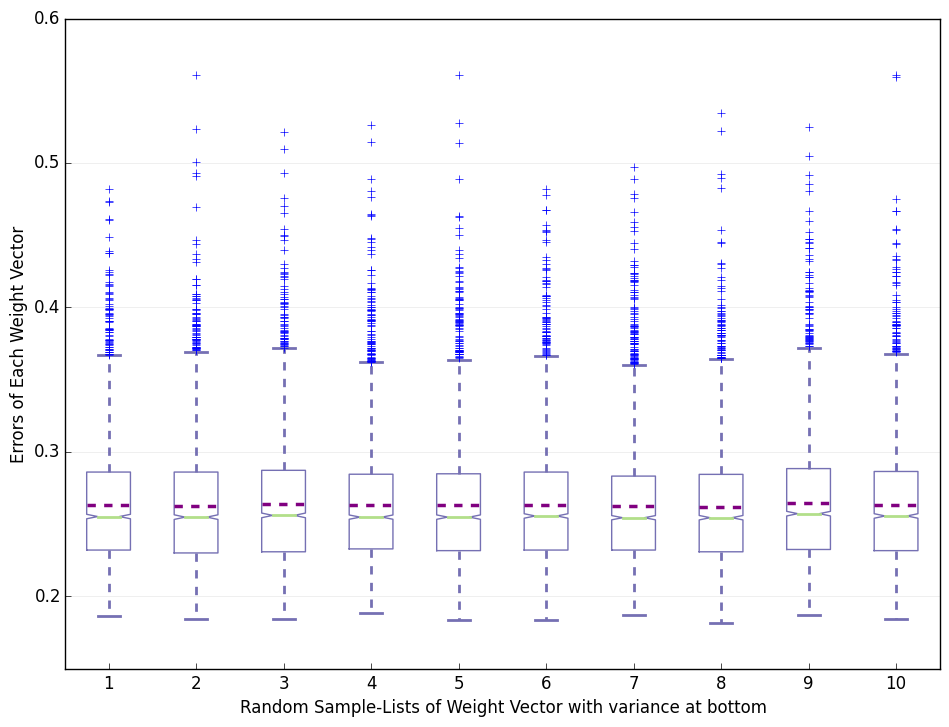 0.6
0.5
0.4
0.3
0.2
Errors of Each Weight Vector
1 2 3 4 5 6 7 8 9 10
Random Sample-Lists of Weight Vector with variance at bottom